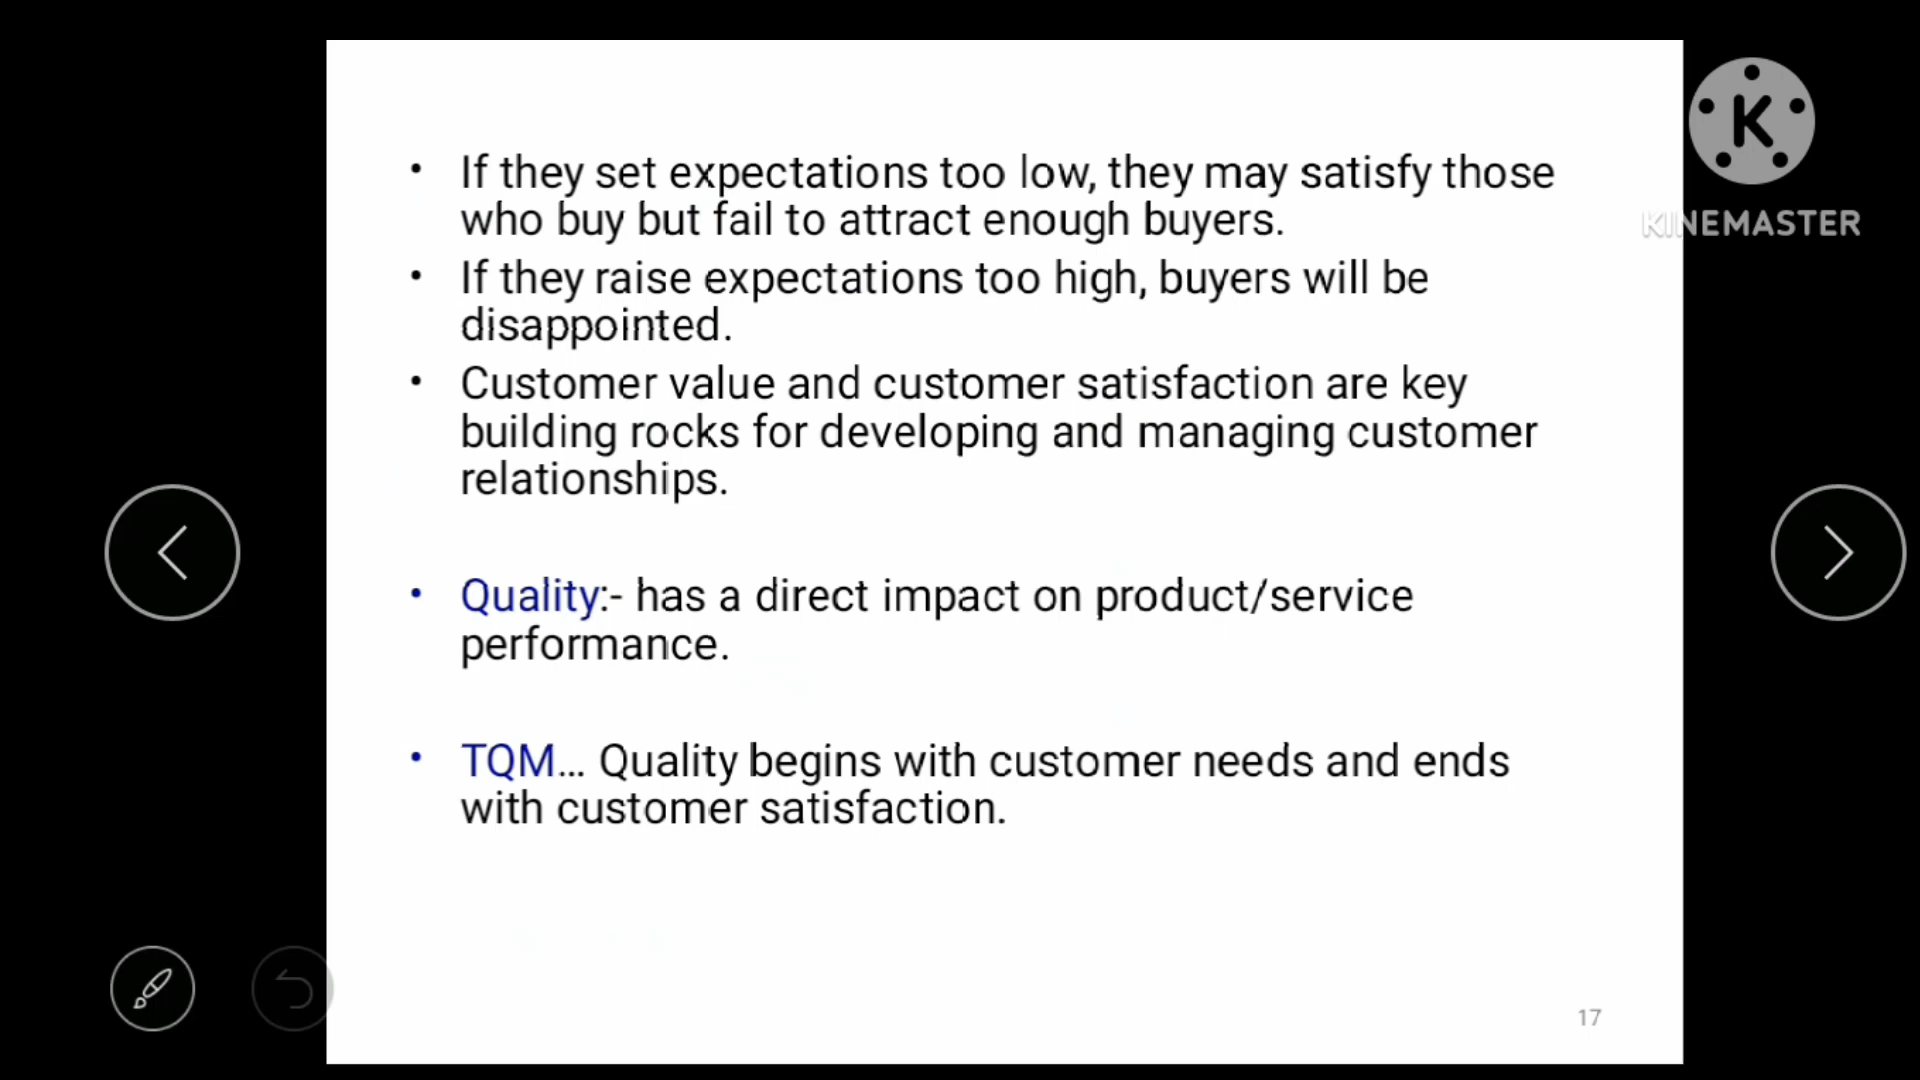 • If they set expectations too low, they may satisfy those
who buy but fail to attract enough buyers.
• If they raise expectations too high, buyers will be
disappointed.
• Customer value and customer satisfaction are key
building rocks for developing and managing customer
relationships.
• Quality:- has a direct impact on product/service
performance.
• TQM... Quality begins with customer needs and ends
with customer satisfaction.
17
K
KINEMASTER